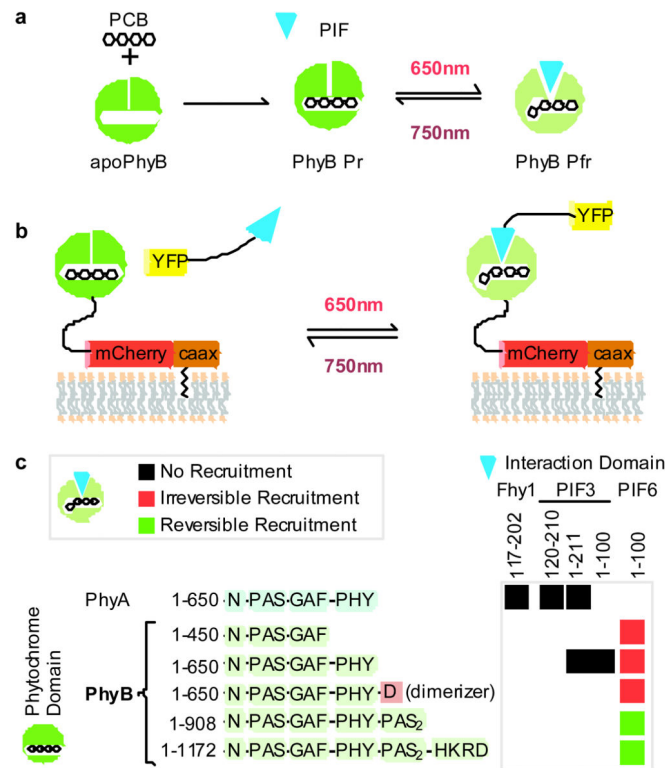 a
PCB
PIF
650nm
750nm
apoPhyB
PhyB Pr
PhyB Pfr
b
YFP
YFP
650nm
750nm
mCherry caax
mCherry caax
c
No Recruitment
Irreversible Recruitment
Reversible Recruitment
Interaction Domain
Fhy1 PIF3 PIF6
117-202
120-210
1-211
1-100
1-100
Phytochrome
Domain
PhyA 1-650 N·PAS·GAF-PHY
PhyB
1-450 N·PAS·GAF
1-650 N·PAS·GAF-PHY
1-650 N·PAS·GAF-PHY·D (dimerizer)
1-908 N·PAS·GAF-PHY·PAS₂
1-1172 N·PAS·GAF-PHY·PAS₂-HKRD